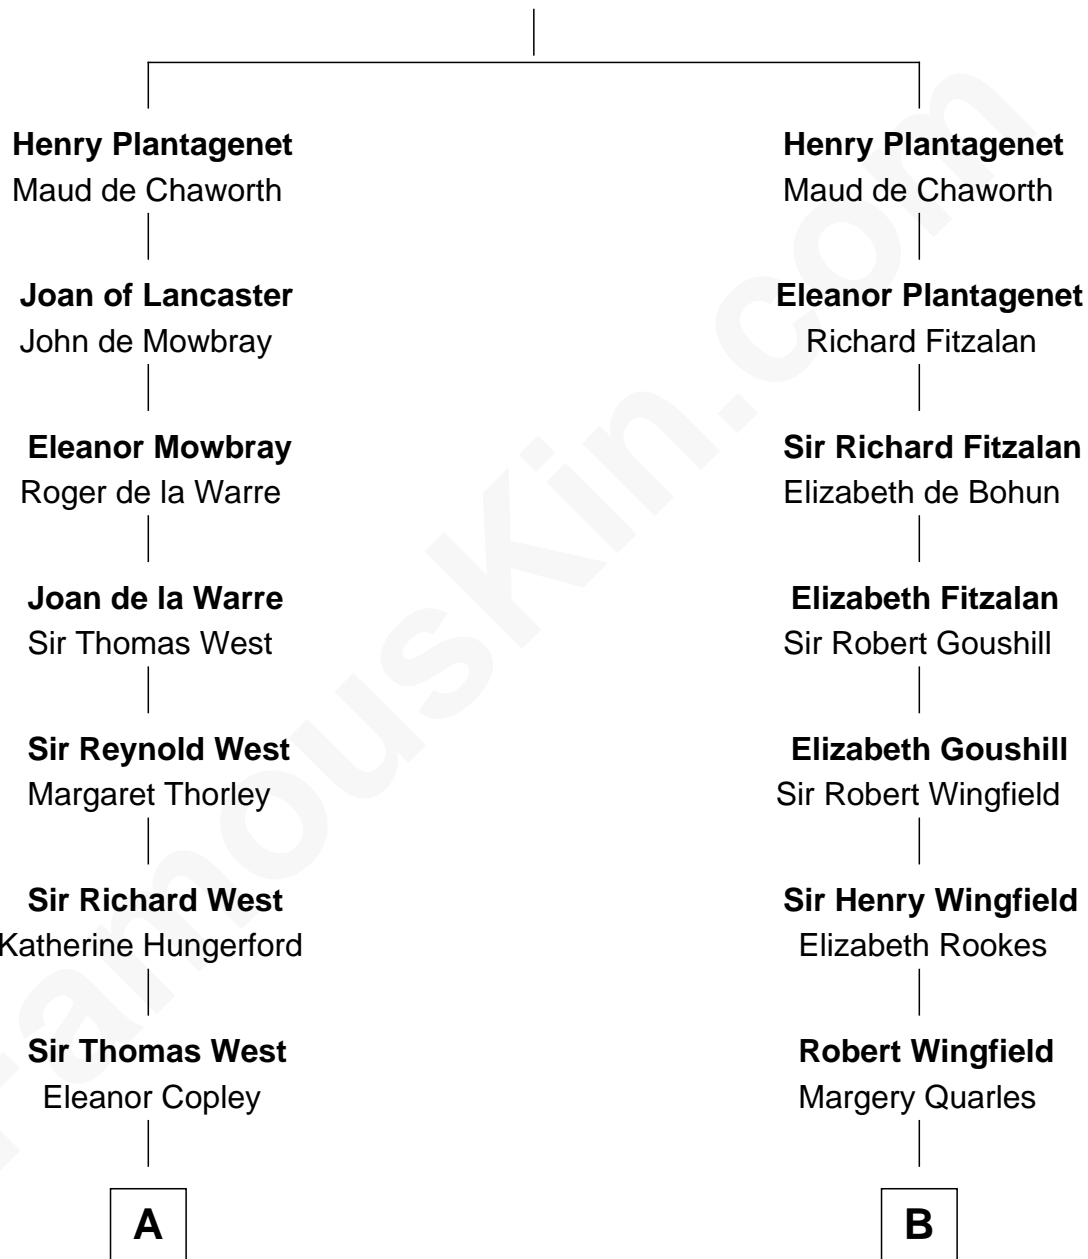 Henry Plantagenet
Maud de Chaworth
Joan of Lancaster
John de Mowbray
Eleanor Mowbray
Roger de la Warre
Joan de la Warre
Sir Thomas West
Sir Reynold West
Margaret Thorley
Sir Richard West
Katherine Hungerford
Sir Thomas West
Eleanor Copley
A
Henry Plantagenet
Maud de Chaworth
Eleanor Plantagenet
Richard Fitzalan
Sir Richard Fitzalan
Elizabeth de Bohun
Elizabeth Fitzalan
Sir Robert Goushill
Elizabeth Goushill
Sir Robert Wingfield
Sir Henry Wingfield
Elizabeth Rookes
Robert Wingfield
Margery Quarles
B
FamousKin.com